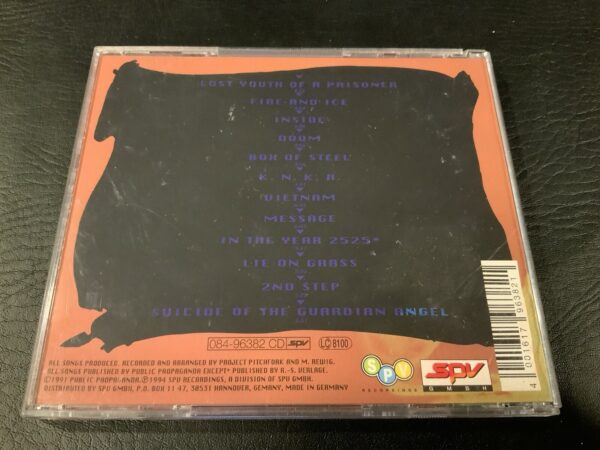 LOST YOUTH OF A PRISONER
FIRE AND ICE
INSIDE
DOOM
BOX OF STEEL
K. N. K. A.
VIETNAM
MESSAGE
IN THE YEAR 2525*
LIE ON GRASS
2ND STEP
SUICIDE OF THE GUARDIAN ANGEL
084-96382 CD SPV LC 8100
ALL SONGS PRODUCED, RECORDED AND ARRANGED BY PROJECT PITCHFORK AND M. REWIG.
ALL SONGS PUBLISHED BY PUBLIC PROPAGANDA EXCEPT* PUBLISHED BY R.-S. VERLAGE.
©1991 PUBLIC PROPAGANDA. ℗1994 SPV RECORDINGS, A DIVISION OF SPV GMBH.
DISTRIBUTED BY SPV GMBH, P.O. BOX 11 47, 30531 HANNOVER, GEMANY, MADE IN GERMANY
SPV
RECORDINGS
SPV
GMBH
4 001617 963821